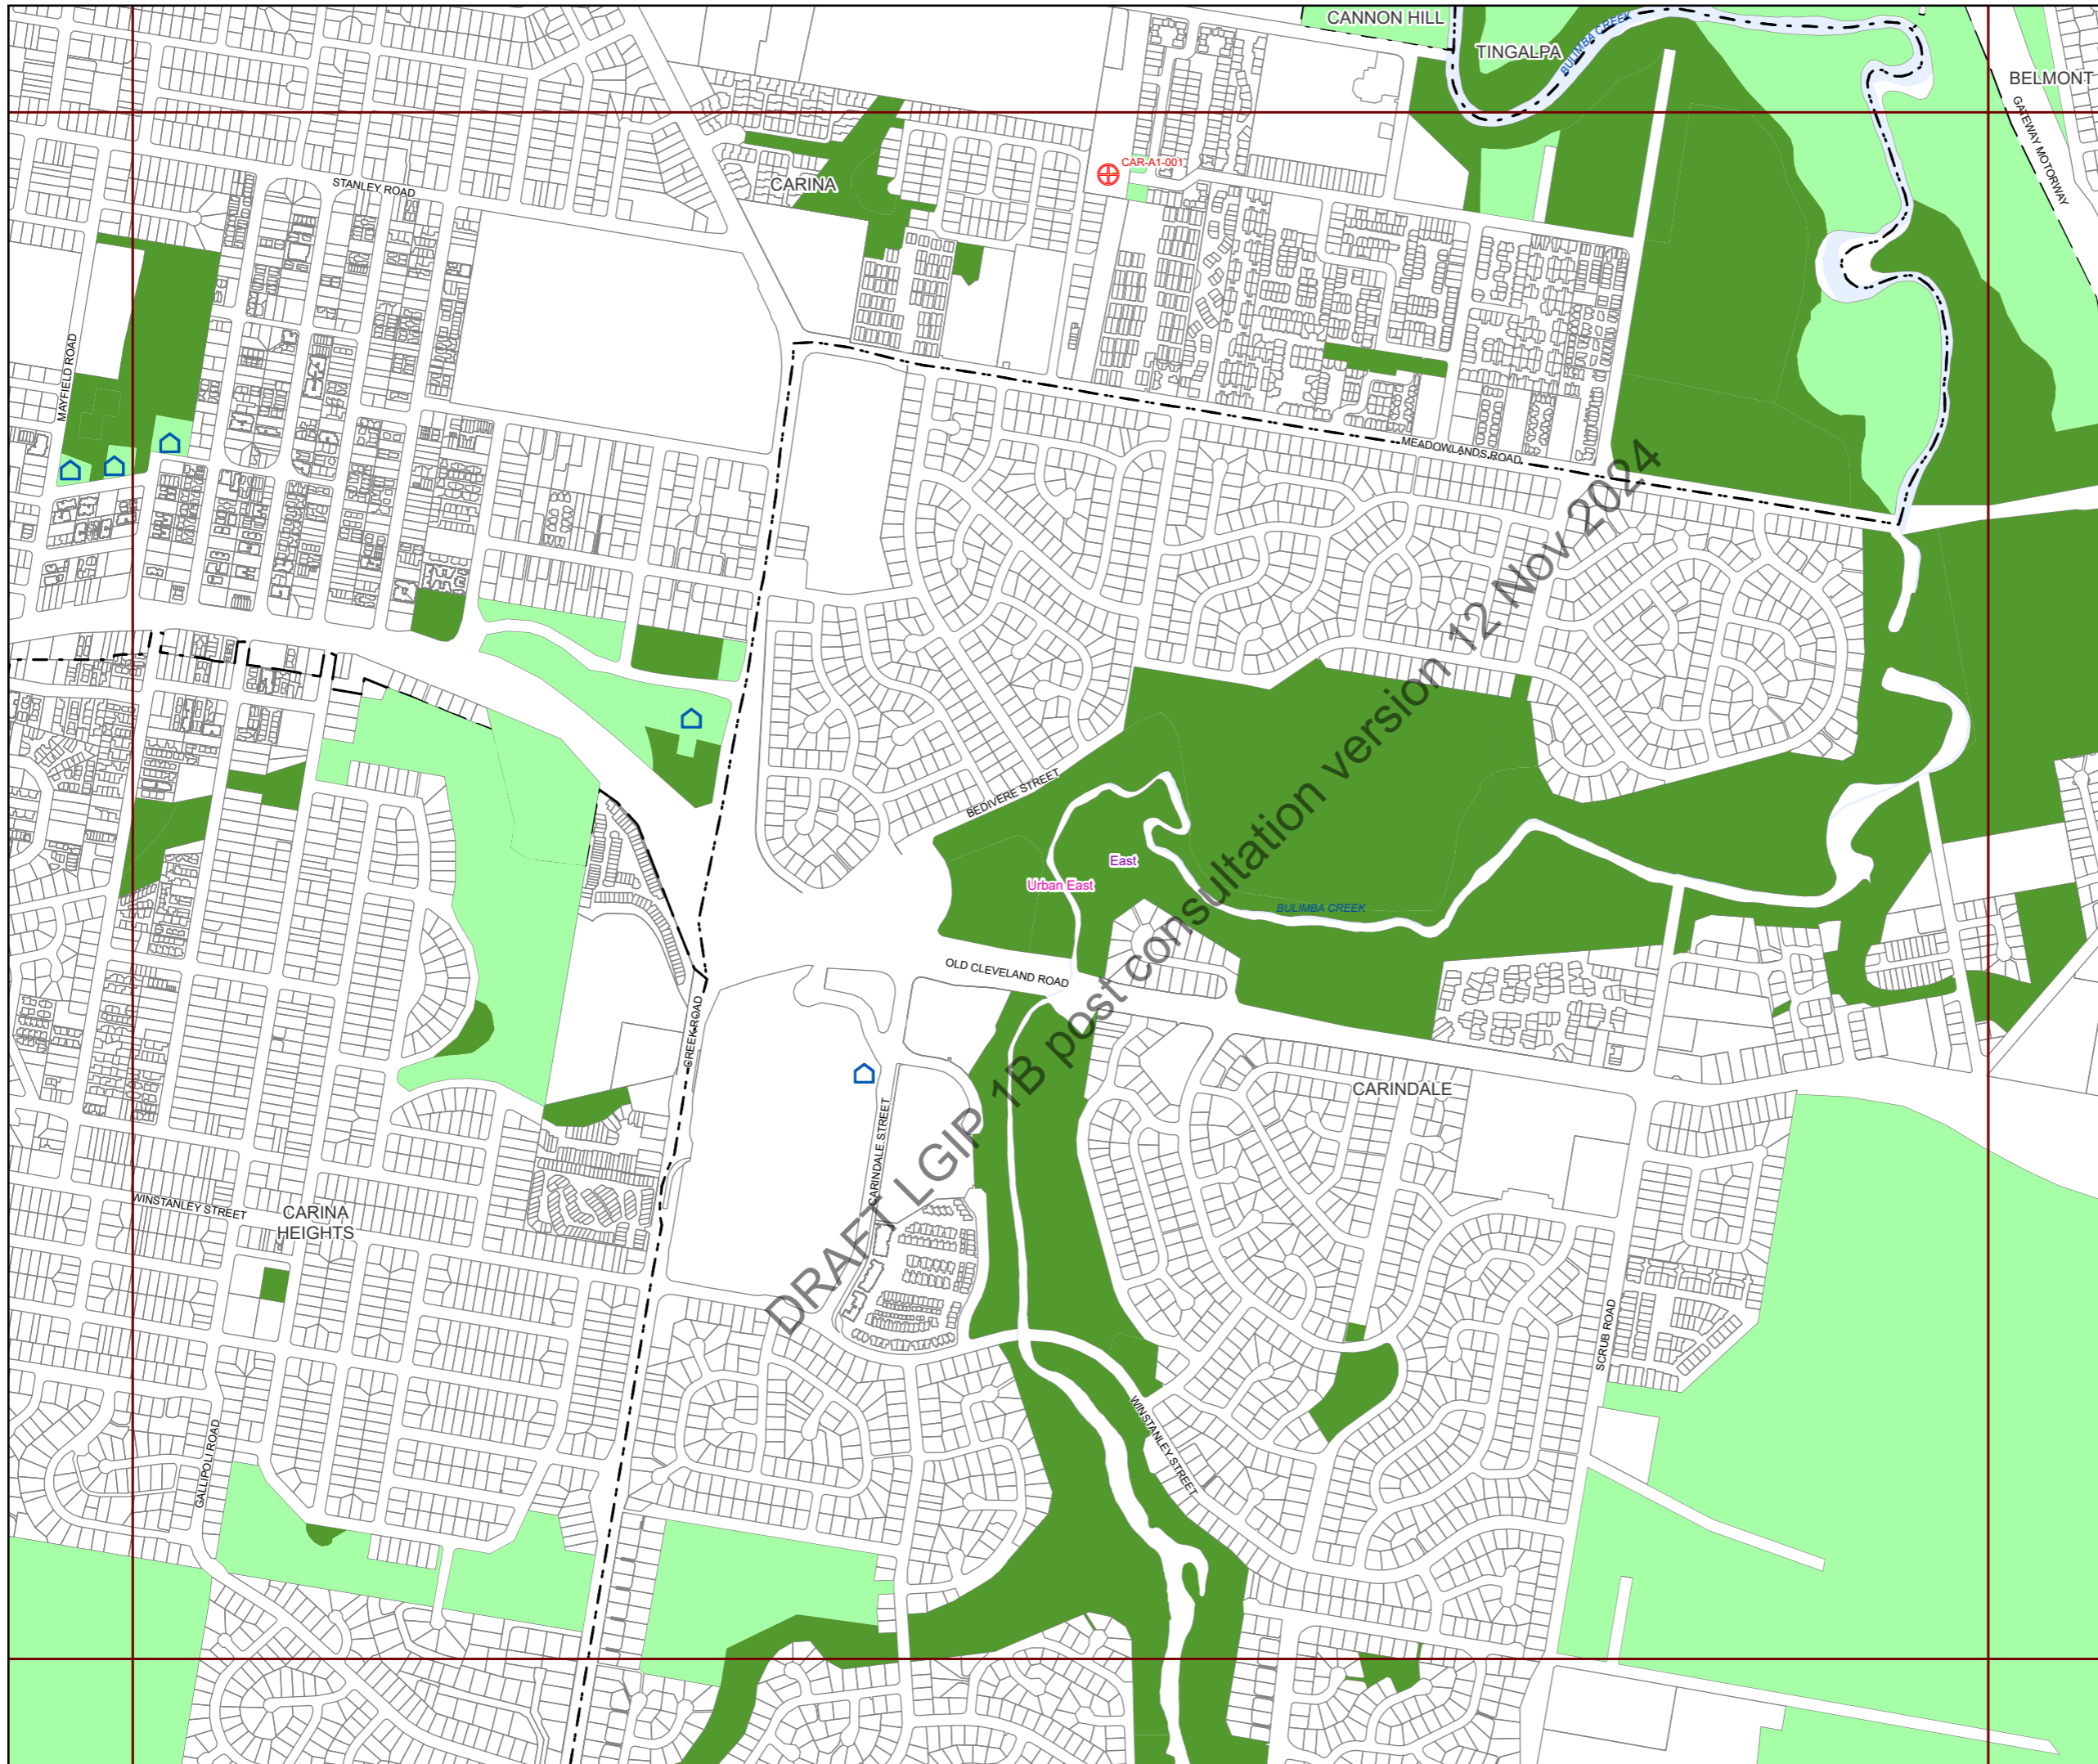 CANNON HILL
TINGALPA
BULIMBA CREEK
BELMONT
GATEWAY MOTORWAY
CAR-A1-001
STANLEY ROAD
CARINA
MAYFIELD ROAD
MEADOWLANDS ROAD
BEDIVERE STREET
East
Urban East
BULIMBA CREEK
OLD CLEVELAND ROAD
CREEK ROAD
CARINDALE
CARINDALE STREET
WINSTANLEY STREET
CARINA
HEIGHTS
SCRUB ROAD
WINSTANLEY STREET
GALLIPOLI ROAD
DRAFT LGIP 1B post consultation version 12 Nov 2024